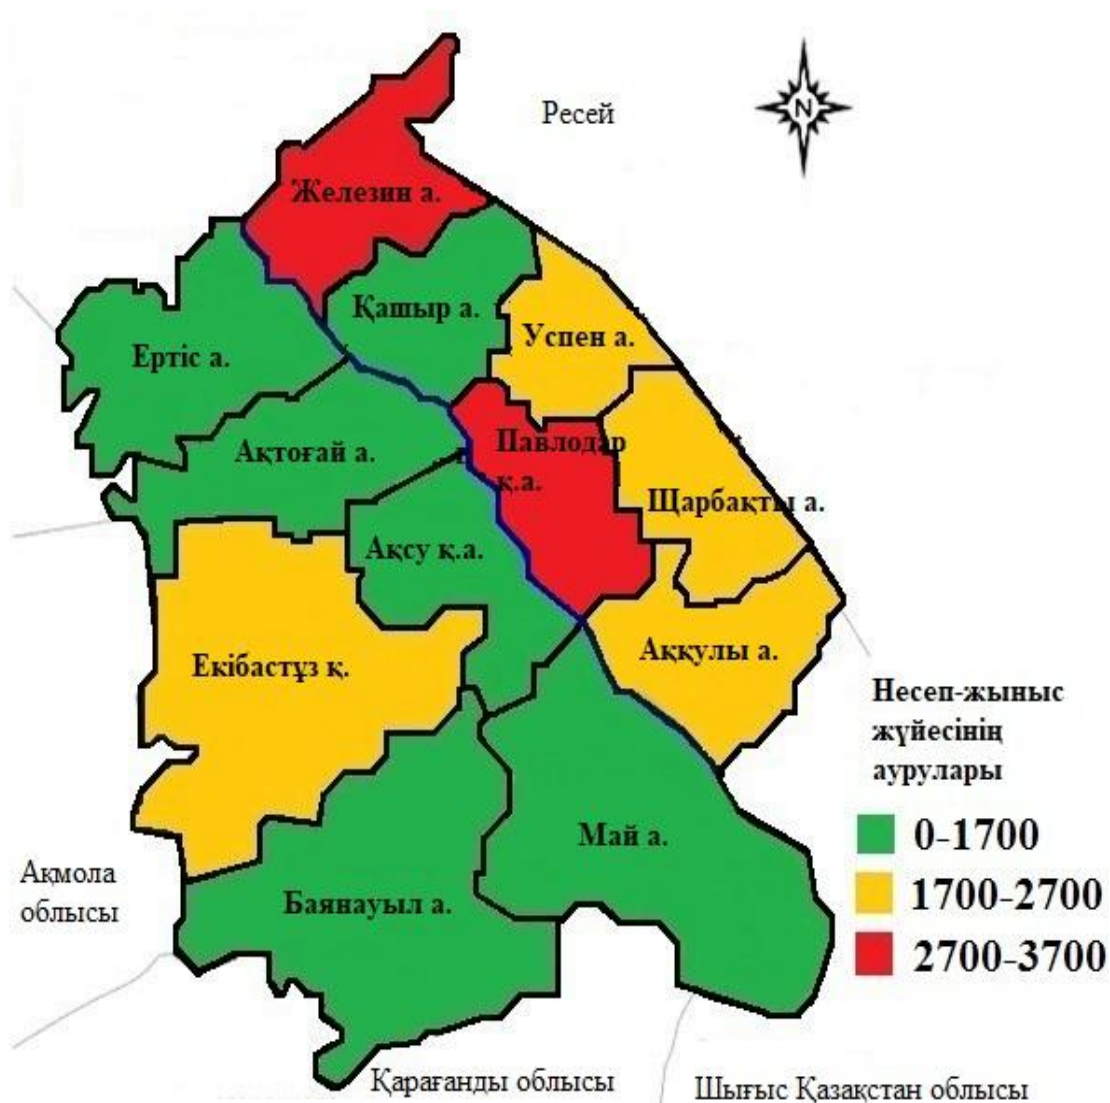 Ресей
N
Железин а.
Қашыр а.
Успен а.
Ертіс а.
Павлодар
қ.а.
Ақтоғай а.
Щарбақты а.
Ақсу қ.а.
Аққулы а.
Екібастұз қ.
Несеп-жыныс
жүйесінің
аурулары
0-1700
1700-2700
2700-3700
Май а.
Ақмола
облысы
Баянауыл а.
Қарағанды облысы
Шығыс Қазақстан облысы